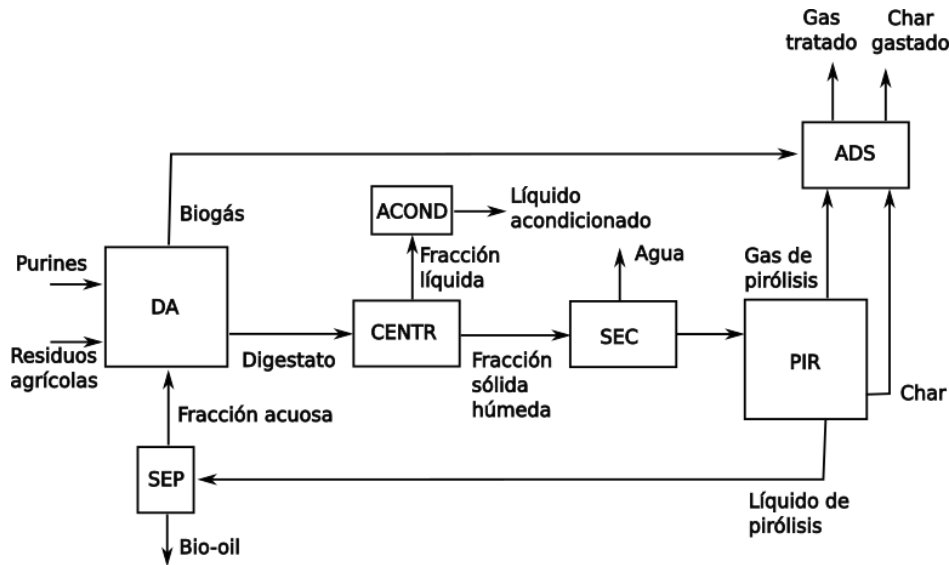 Gas
tratado
Char
gastado
ADS
Biogás
ACOND
Líquido
acondicionado
Purines
DA
Fracción
líquida
Agua
Gas de
pirólisis
Residuos
agrícolas
Digestato
CENTR
Fracción
sólida
húmeda
SEC
PIR
Char
Fracción acuosa
SEP
Líquido de
pirólisis
Bio-oil